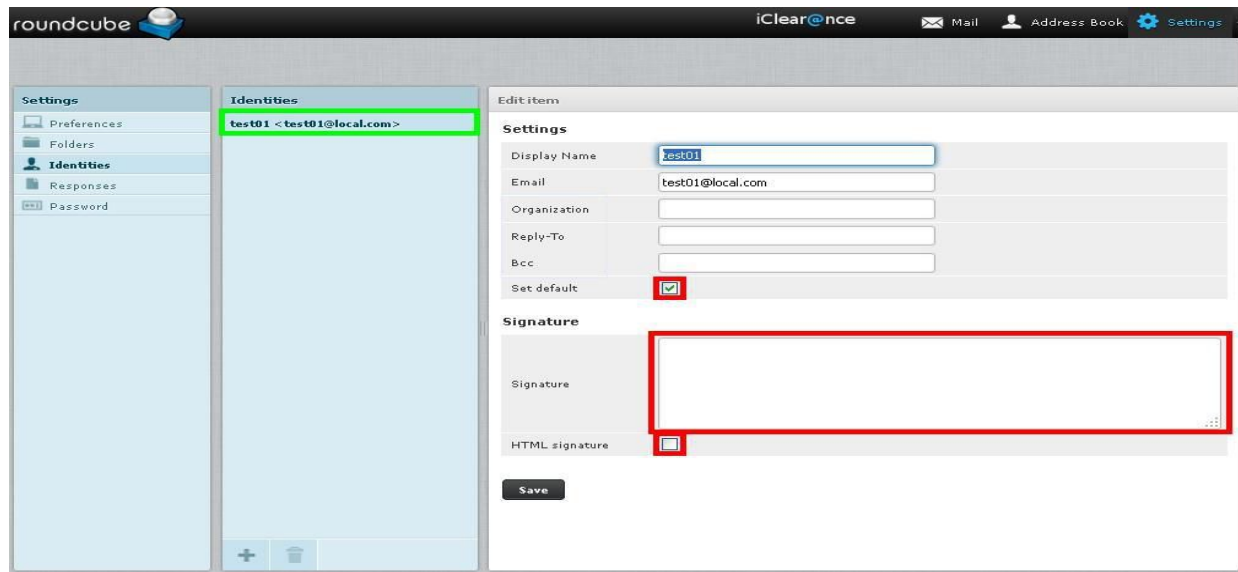 roundcube
iClear@nce
Mail
Address Book
Settings
Settings
Preferences
Folders
Identities
Responses
Password
Identities
test01 <test01@local.com>
Edit item
Settings
Display Name test01
Email test01@local.com
Organization
Reply-To
Bcc
Set default
Signature
Signature
HTML signature
Save